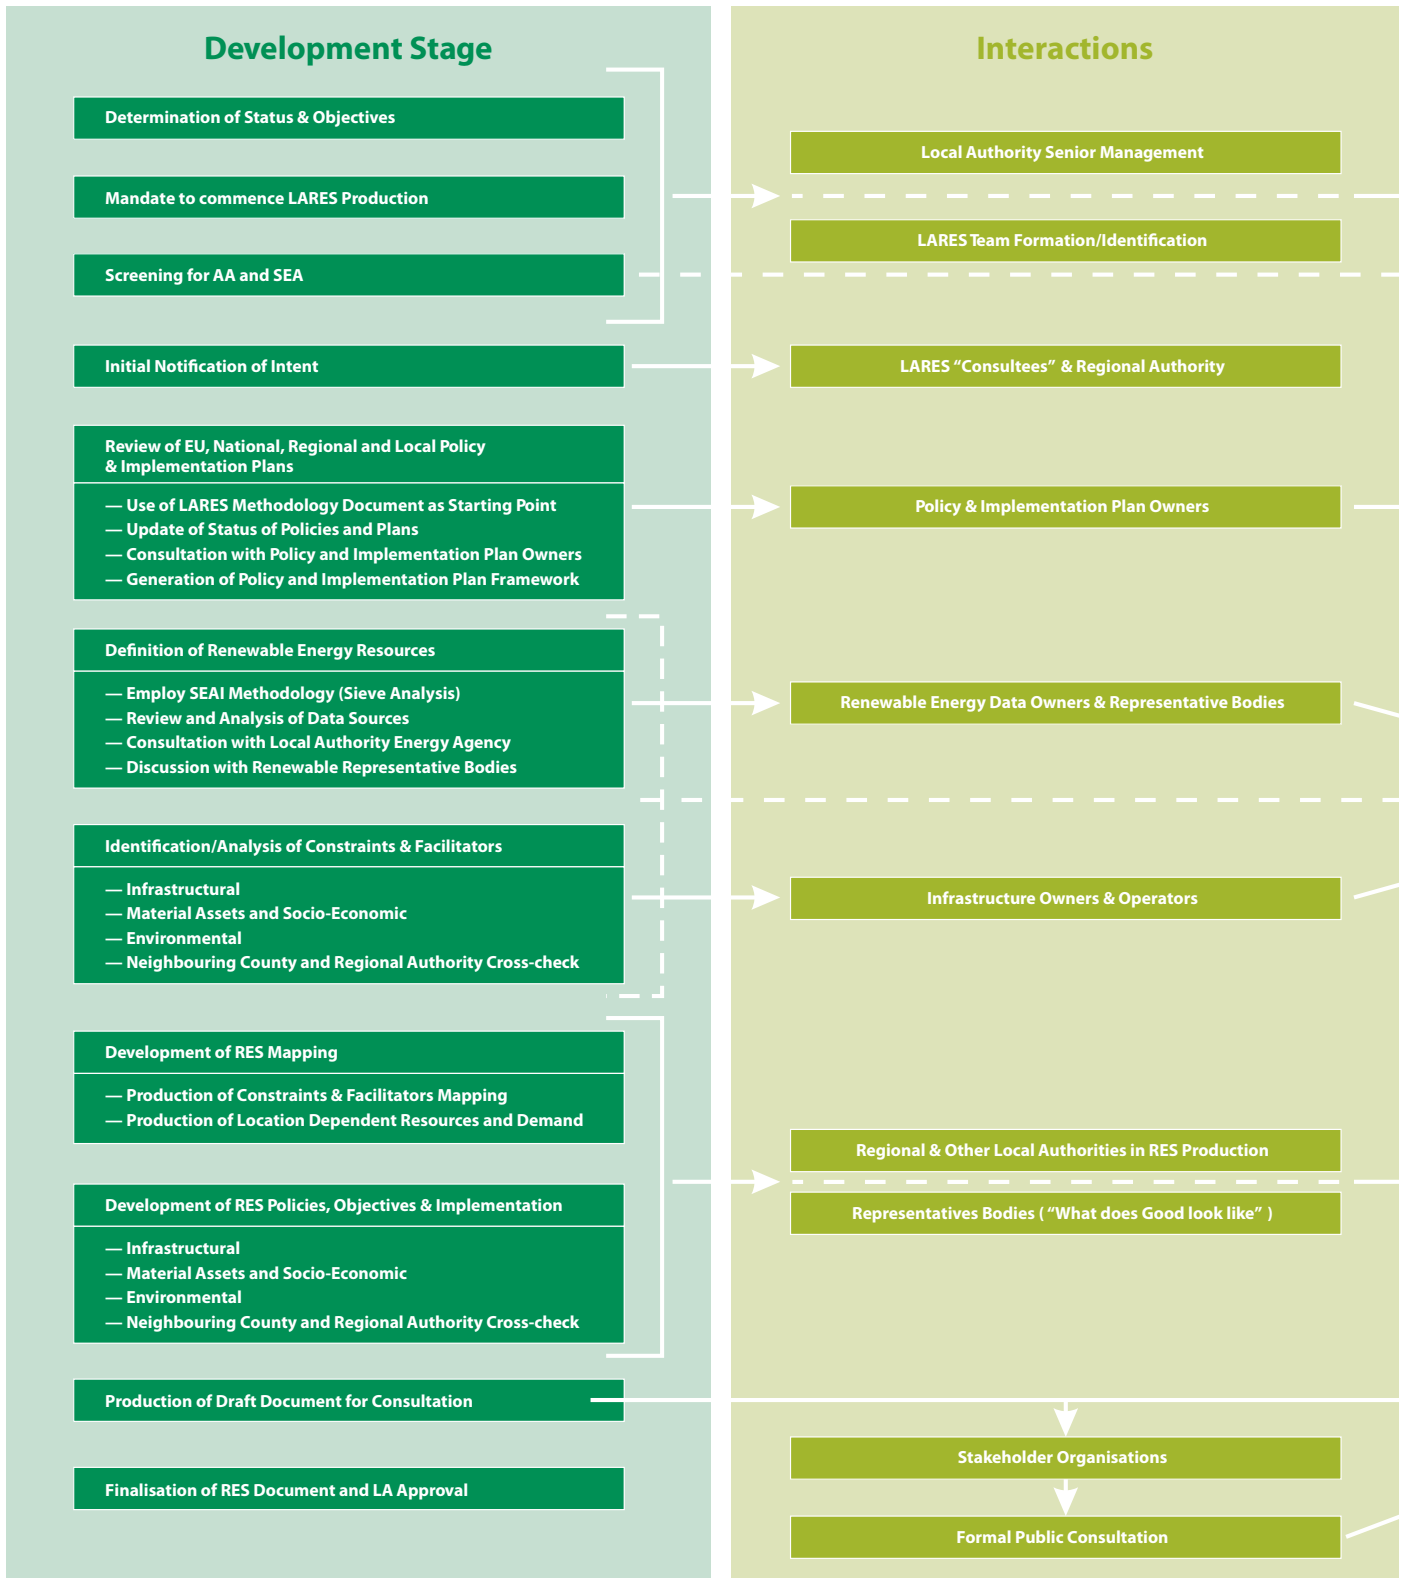 Development Stage
Determination of Status & Objectives
Mandate to commence LARES Production
Screening for AA and SEA
Initial Notification of Intent
Review of EU, National, Regional and Local Policy
& Implementation Plans
— Use of LARES Methodology Document as Starting Point
— Update of Status of Policies and Plans
— Consultation with Policy and Implementation Plan Owners
— Generation of Policy and Implementation Plan Framework
Definition of Renewable Energy Resources
— Employ SEAI Methodology (Sieve Analysis)
— Review and Analysis of Data Sources
— Consultation with Local Authority Energy Agency
— Discussion with Renewable Representative Bodies
Identification/Analysis of Constraints & Facilitators
— Infrastructural
— Material Assets and Socio-Economic
— Environmental
— Neighbouring County and Regional Authority Cross-check
Development of RES Mapping
— Production of Constraints & Facilitators Mapping
— Production of Location Dependent Resources and Demand
Development of RES Policies, Objectives & Implementation
— Infrastructural
— Material Assets and Socio-Economic
— Environmental
— Neighbouring County and Regional Authority Cross-check
Production of Draft Document for Consultation
Finalisation of RES Document and LA Approval
Interactions
Local Authority Senior Management
LARES Team Formation/Identification
LARES “Consultees” & Regional Authority
Policy & Implementation Plan Owners
Renewable Energy Data Owners & Representative Bodies
Infrastructure Owners & Operators
Regional & Other Local Authorities in RES Production
Representatives Bodies ( “What does Good look like” )
Stakeholder Organisations
Formal Public Consultation